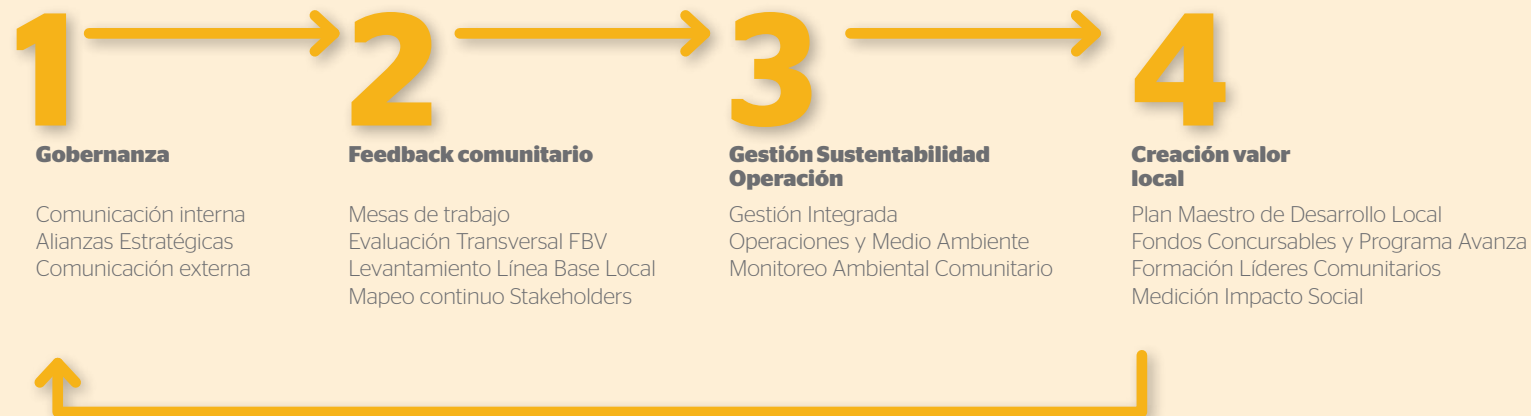 1
Gobernanza
Comunicación interna
Alianzas Estratégicas
Comunicación externa
2
Feedback comunitario
Mesas de trabajo
Evaluación Transversal FBV
Levantamiento Línea Base Local
Mapeo continuo Stakeholders
3
Gestión Sustentabilidad
Operación
Gestión Integrada
Operaciones y Medio Ambiente
Monitoreo Ambiental Comunitario
4
Creación valor
local
Plan Maestro de Desarrollo Local
Fondos Concursables y Programa Avanza
Formación Líderes Comunitarios
Medición Impacto Social